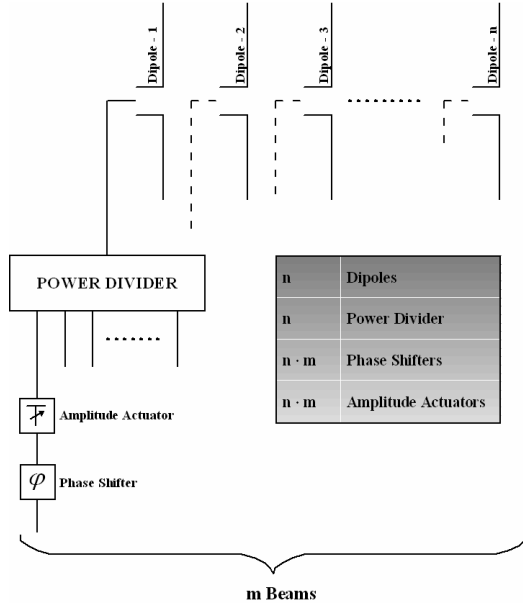 Dipole - 1
Dipole - 2
Dipole - 3
Dipole - n
POWER DIVIDER
n Dipoles
n Power Divider
n · m Phase Shifters
n · m Amplitude Actuators
Amplitude Actuator
φ Phase Shifter
m Beams